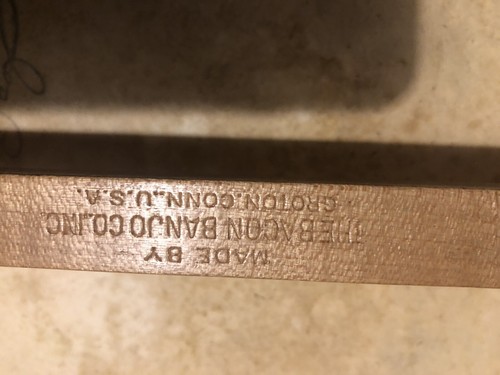 MADE BY
THE BACON BANJO CO., INC.
GROTON, CONN., U.S.A.